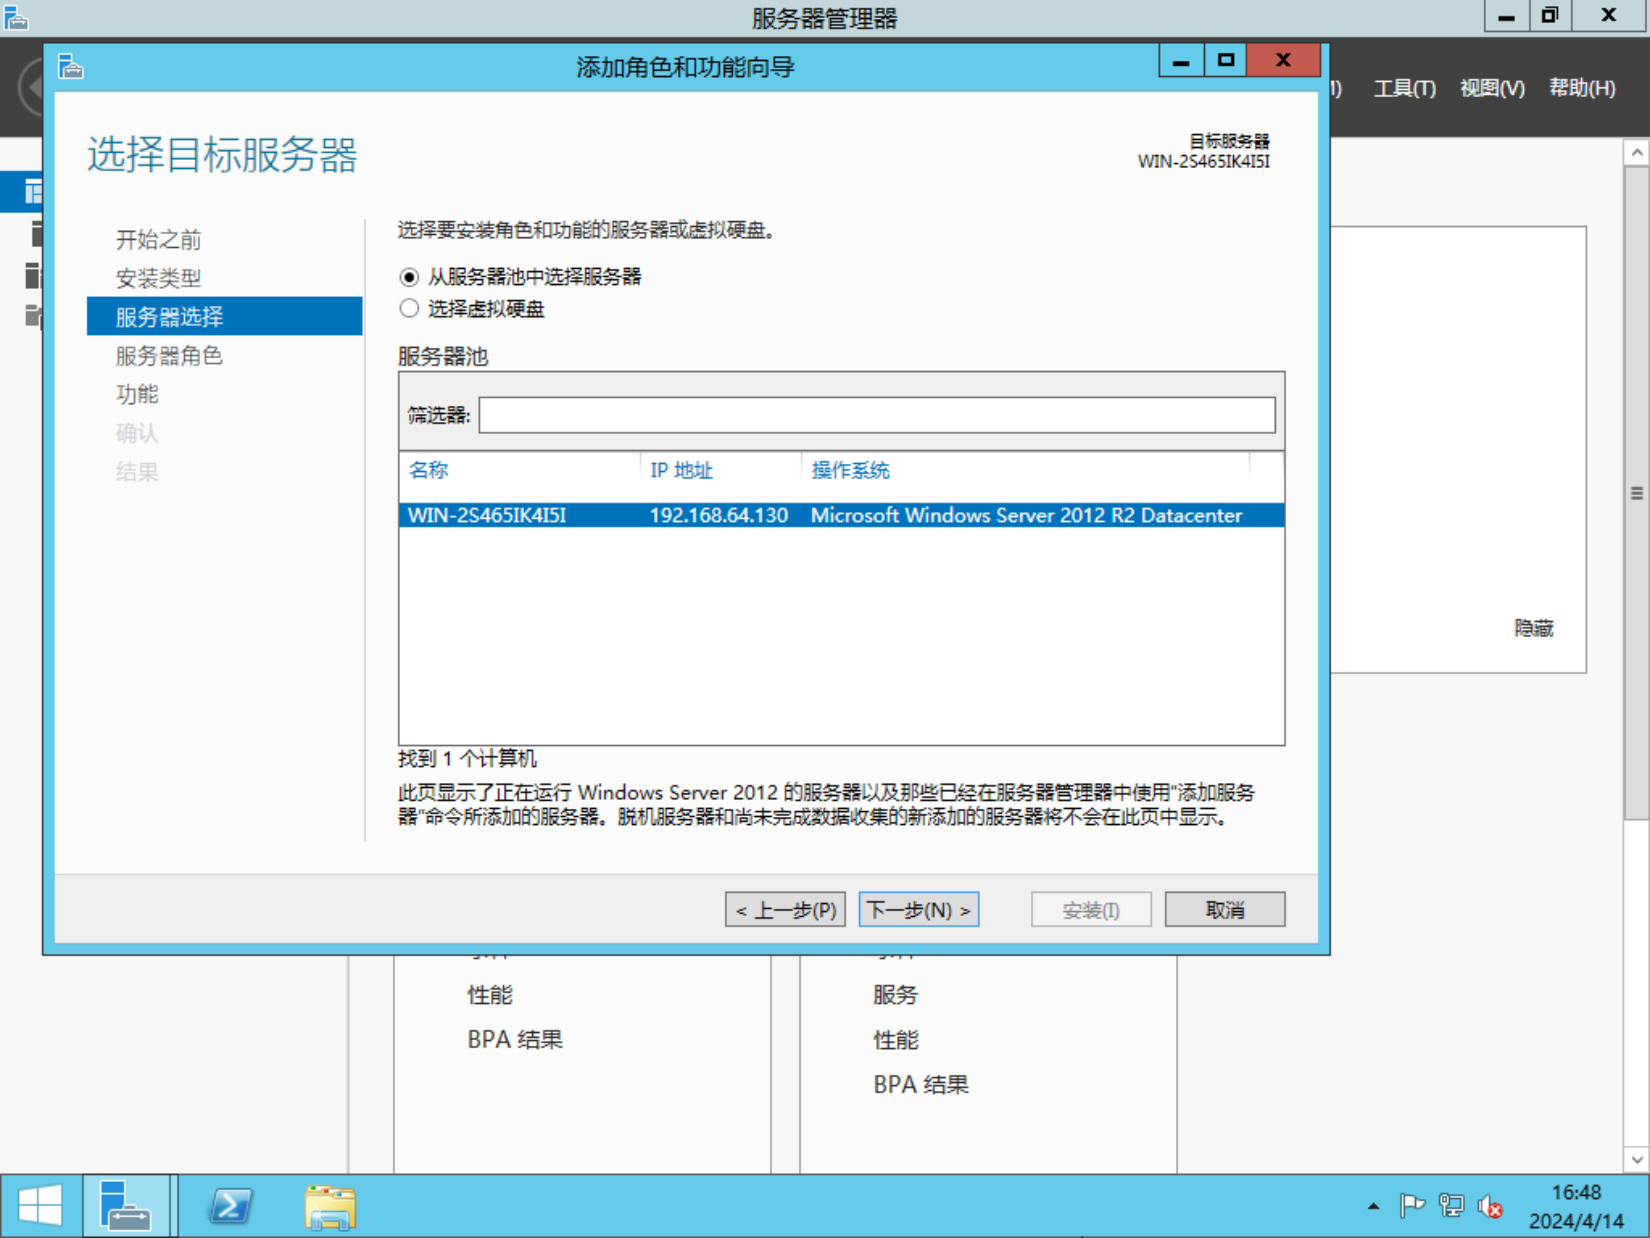 服务器管理器
工具(T) 视图(V) 帮助(H)
添加角色和功能向导
选择目标服务器
目标服务器
WIN-2S465IK4I5I
开始之前
安装类型
服务器选择
服务器角色
功能
确认
结果
选择要安装角色和功能的服务器或虚拟硬盘。
从服务器池中选择服务器
选择虚拟硬盘
服务器池
筛选器:
名称 IP 地址 操作系统
WIN-2S465IK4I5I 192.168.64.130 Microsoft Windows Server 2012 R2 Datacenter
找到 1 个计算机
此页显示了正在运行 Windows Server 2012 的服务器以及那些已经在服务器管理器中使用"添加服务
器"命令所添加的服务器。脱机服务器和尚未完成数据收集的新添加的服务器将不会在此页中显示。
< 上一步(P) 下一步(N) > 安装(I) 取消
隐藏
性能
BPA 结果
服务
性能
BPA 结果
16:48
2024/4/14